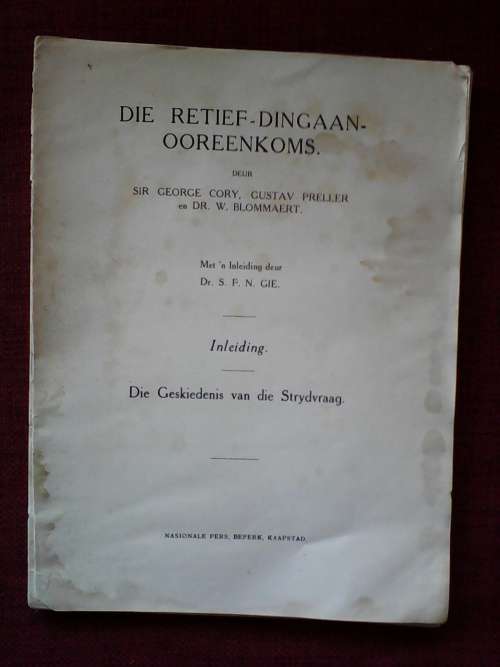 DIE RETIEF-DINGAAN-
OOREENKOMS.
DEUR
SIR GEORGE CORY, GUSTAV PRELLER
en DR. W. BLOMMAERT.
Met 'n Inleiding deur
Dr. S. F. N. GIE.
Inleiding.
Die Geskiedenis van die Strydvraag.
NASIONALE PERS, BEPERK, KAAPSTAD.